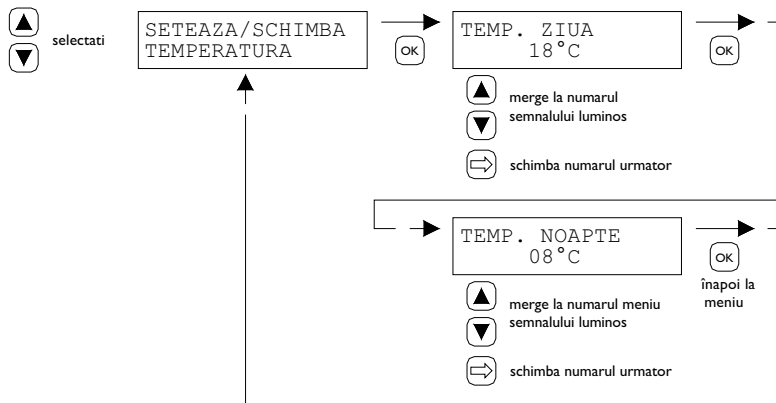 selectati
SETEAZA/SCHIMBA
TEMPERATURA
OK
TEMP. ZIUA
18°C
OK
merge la numarul
semnalului luminos
schimba numarul urmator
TEMP. NOAPTE
08°C
OK
înapoi la
meniu
merge la numarul meniu
semnalului luminos
schimba numarul urmator